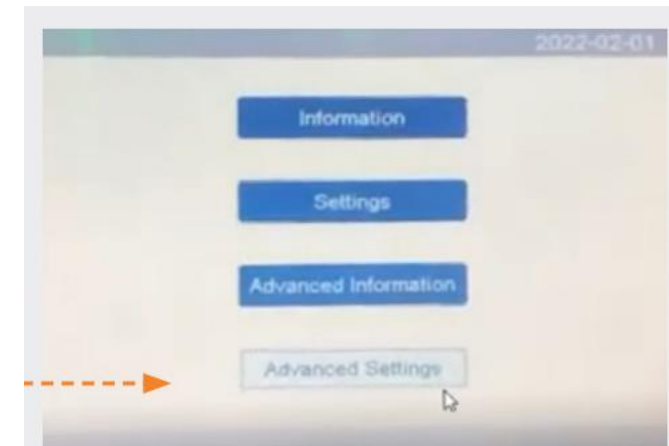 2022-02-01
Information
Settings
Advanced Information
Advanced Settings